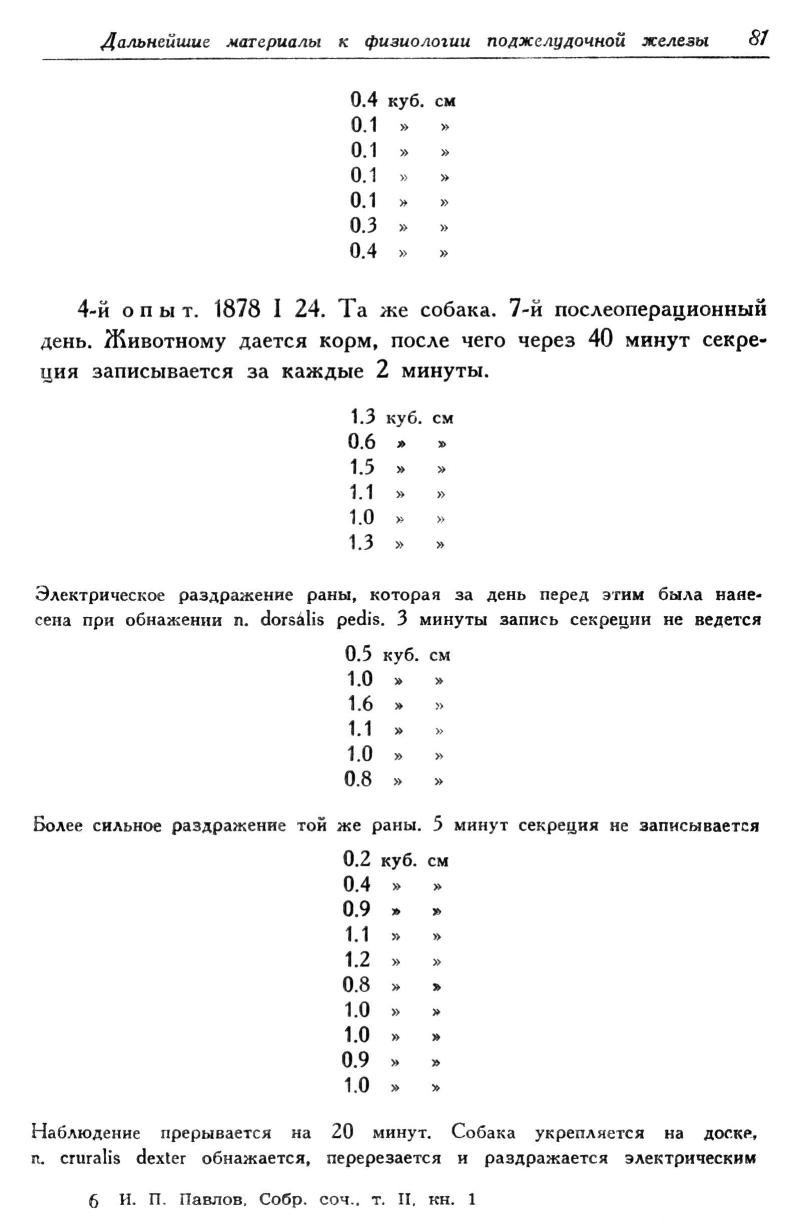 Дальнейшие материалы к физиологии поджелудочной железы 81
0.4 куб. см
0.1 » »
0.1 » »
0.1 » »
0.1 » »
0.3 » »
0.4 » »
4-й опыт. 1878 I 24. Та же собака. 7-й послеоперационный
день. Животному дается корм, после чего через 40 минут секре-
ция записывается за каждые 2 минуты.
1.3 куб. см
0.6 » »
1.5 » »
1.1 » »
1.0 » »
1.3 » »
Электрическое раздражение раны, которая за день перед этим была нане-
сена при обнажении n. dorsális pedis. 3 минуты запись секреции не ведется
0.5 куб. см
1.0 » »
1.6 » »
1.1 » »
1.0 » »
0.8 » »
Более сильное раздражение той же раны. 5 минут секреция не записывается
0.2 куб. см
0.4 » »
0.9 » »
1.1 » »
1.2 » »
0.8 » »
1.0 » »
1.0 » »
0.9 » »
1.0 » »
Наблюдение прерывается на 20 минут. Собака укрепляется на доске,
n. cruralis dexter обнажается, перерезается и раздражается электрическим
6 И. П. Павлов, Собр. соч., т. II, кн. 1